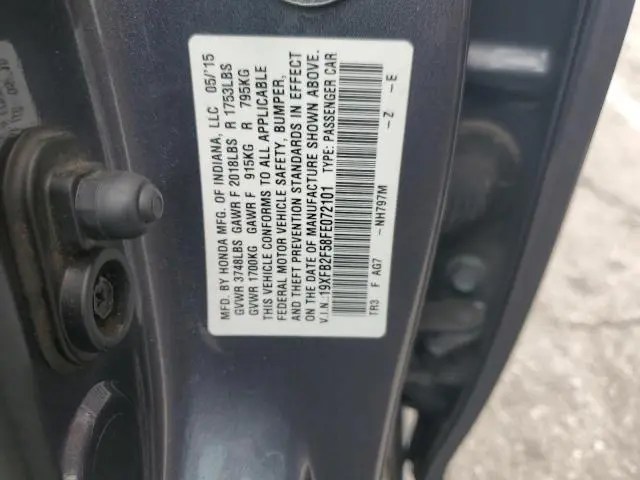 MFD. BY HONDA MFG. OF INDIANA, LLC 05/'15
GVWR 3748LBS GAWR F 2018LBS R 1753LBS
GVWR 1700KG GAWR F 915KG R 795KG
THIS VEHICLE CONFORMS TO ALL APPLICABLE
FEDERAL MOTOR VEHICLE SAFETY, BUMPER,
AND THEFT PREVENTION STANDARDS IN EFFECT
ON THE DATE OF MANUFACTURE SHOWN ABOVE.
V.I.N.:19XFB2F58FE072101 TYPE: PASSENGER CAR
TR3 F AG7 -NH797M -Z -E